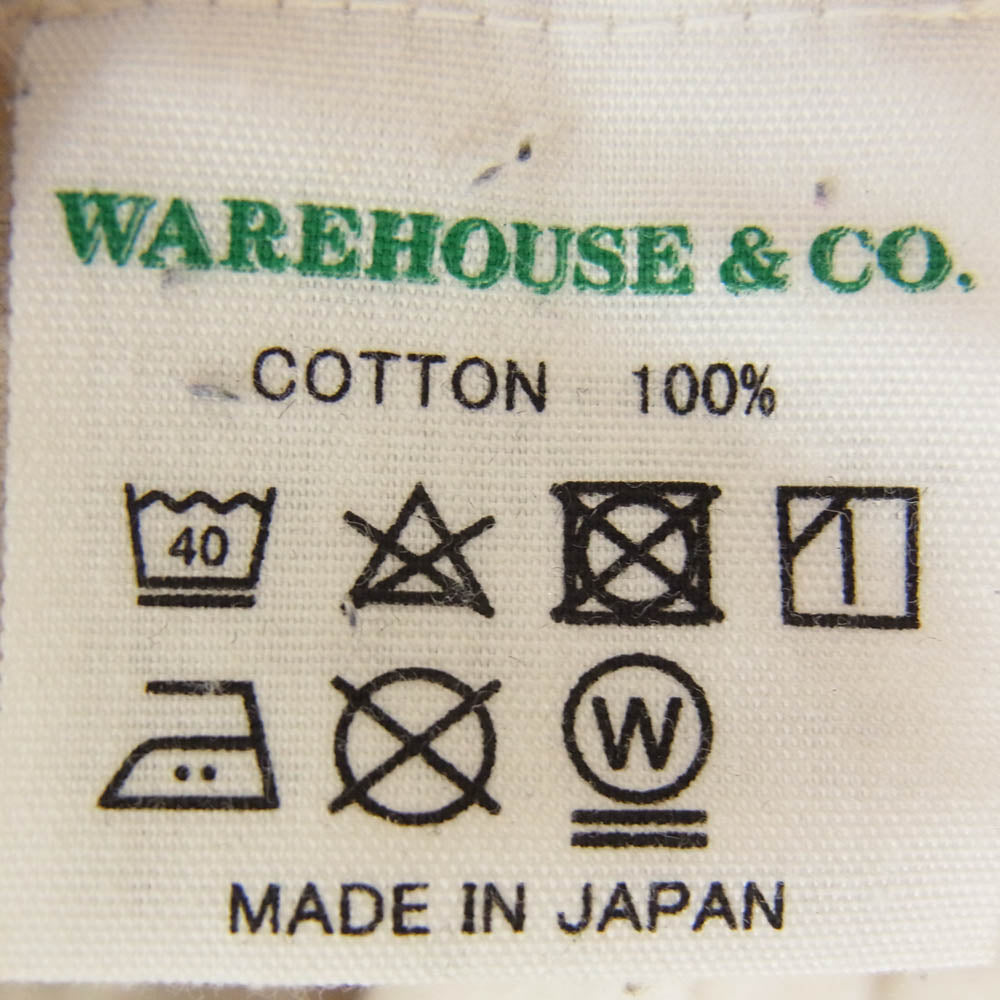 WAREHOUSE & CO.
COTTON 100%
40
W
MADE IN JAPAN